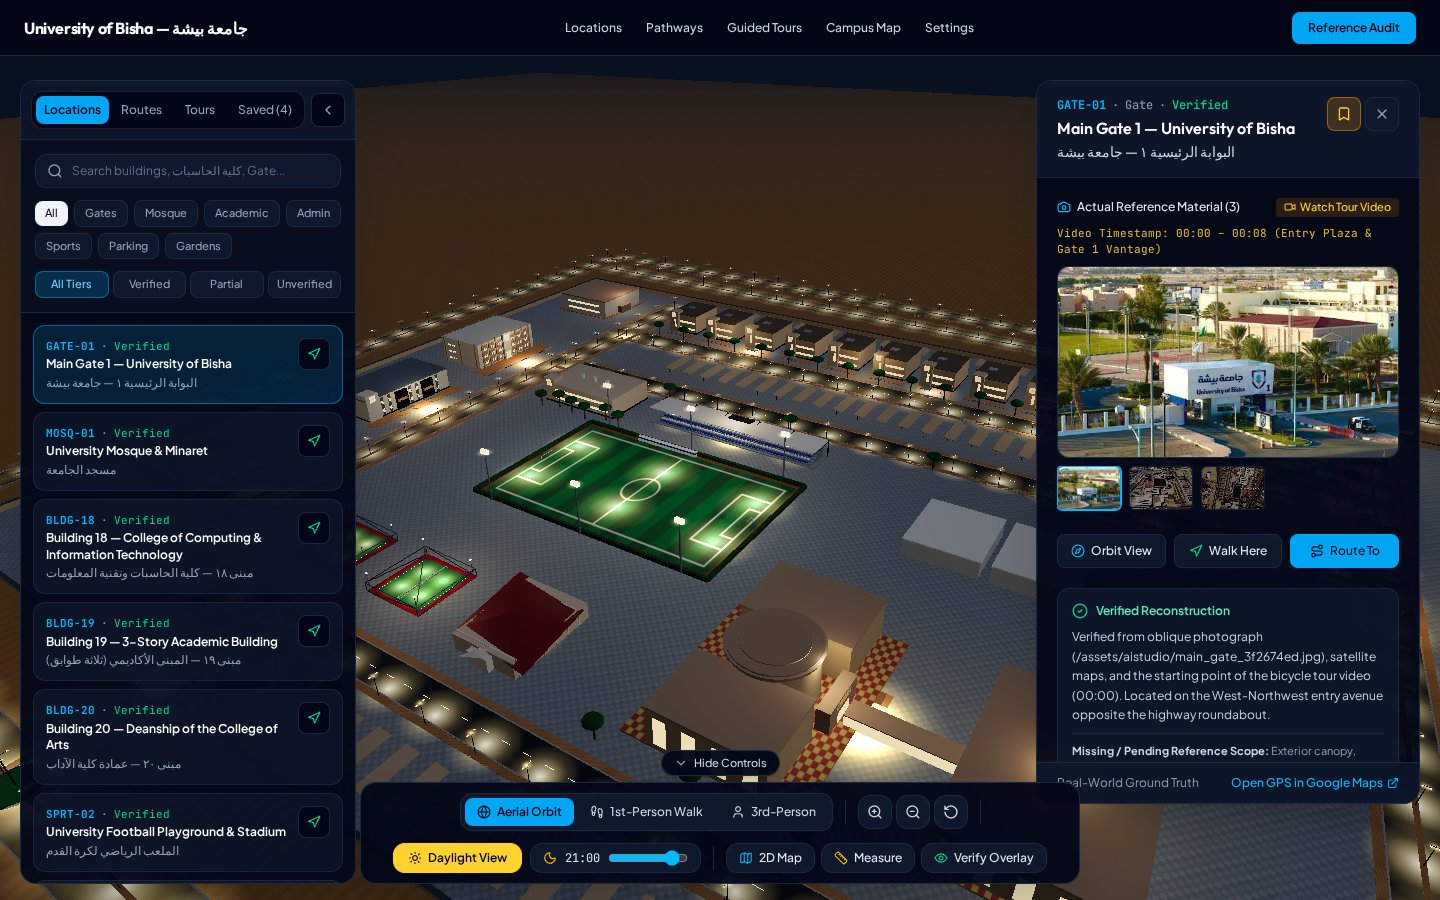 University of Bisha — جامعة بيشة
Locations
Pathways
Guided Tours
Campus Map
Settings
Reference Audit
Locations
Routes
Tours
Saved (4)
Search buildings, كلية الحاسبات, Gate...
All
Gates
Mosque
Academic
Admin
Sports
Parking
Gardens
All Tiers
Verified
Partial
Unverified
GATE-01 · Verified
Main Gate 1 — University of Bisha
البوابة الرئيسية ١ — جامعة بيشة
MOSQ-01 · Verified
University Mosque & Minaret
مسجد الجامعة
BLDG-18 · Verified
Building 18 — College of Computing &
Information Technology
مبنى ١٨ — كلية الحاسبات وتقنية المعلومات
BLDG-19 · Verified
Building 19 — 3-Story Academic Building
مبنى ١٩ — المبنى الأكاديمي (ثلاثة طوابق)
BLDG-20 · Verified
Building 20 — Deanship of the College of
Arts
مبنى ٢٠ — عمادة كلية الآداب
SPRT-02 · Verified
University Football Playground & Stadium
الملعب الرياضي لكرة القدم
GATE-01 · Gate · Verified
Main Gate 1 — University of Bisha
البوابة الرئيسية ١ — جامعة بيشة
Actual Reference Material (3)
Watch Tour Video
Video Timestamp: 00:00 – 00:08 (Entry Plaza &
Gate 1 Vantage)
جامعة بيشة
University of Bisha
1
Orbit View
Walk Here
Route To
Verified Reconstruction
Verified from oblique photograph
(/assets/aistudio/main_gate_3f2674ed.jpg), satellite
maps, and the starting point of the bicycle tour video
(00:00). Located on the West-Northwest entry avenue
opposite the highway roundabout.
Missing / Pending Reference Scope: Exterior canopy,
Real-World Ground Truth
Open GPS in Google Maps
Hide Controls
Aerial Orbit
1st-Person Walk
3rd-Person
Daylight View
21:00
2D Map
Measure
Verify Overlay